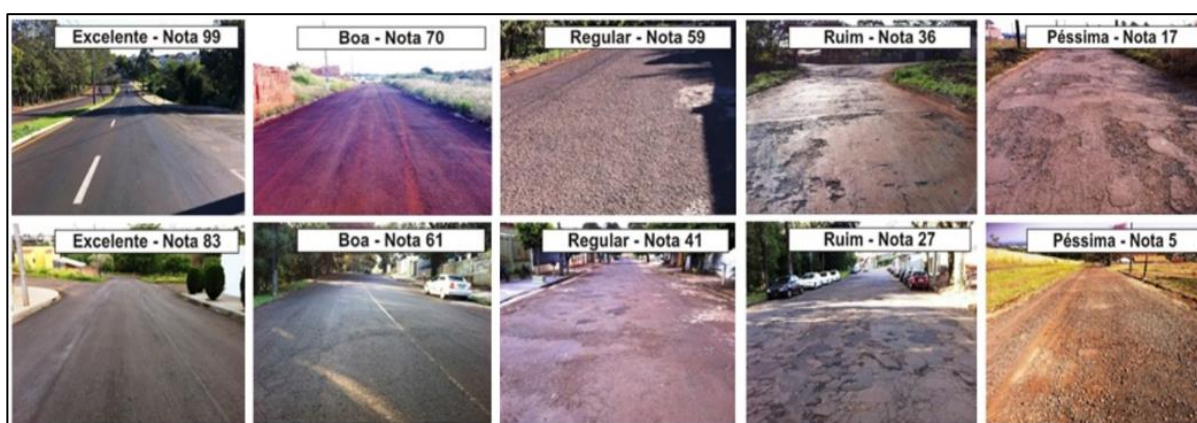 Excelente - Nota 99
Boa - Nota 70
Regular - Nota 59
Ruim - Nota 36
Péssima - Nota 17
Excelente - Nota 83
Boa - Nota 61
Regular - Nota 41
Ruim - Nota 27
Péssima - Nota 5